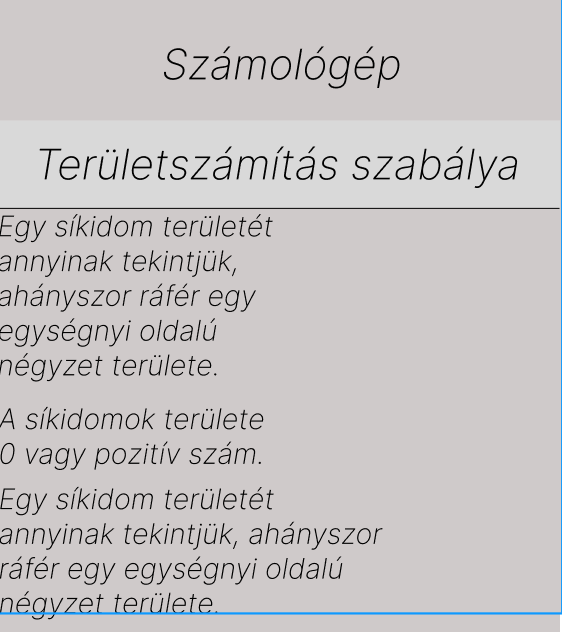 Számológép
Területszámítás szabálya
Egy síkidom területét
annyinak tekintjük,
ahányszor ráfér egy
egységnyi oldalú
négyzet területe.
A síkidomok területe
0 vagy pozitív szám.
Egy síkidom területét
annyinak tekintjük, ahányszor
ráfér egy egységnyi oldalú
négyzet területe.